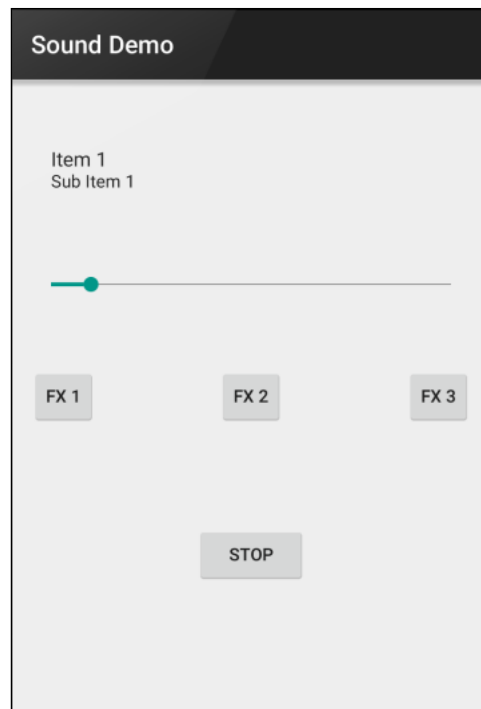 Sound Demo
Item 1
Sub Item 1
FX 1 FX 2 FX 3
STOP